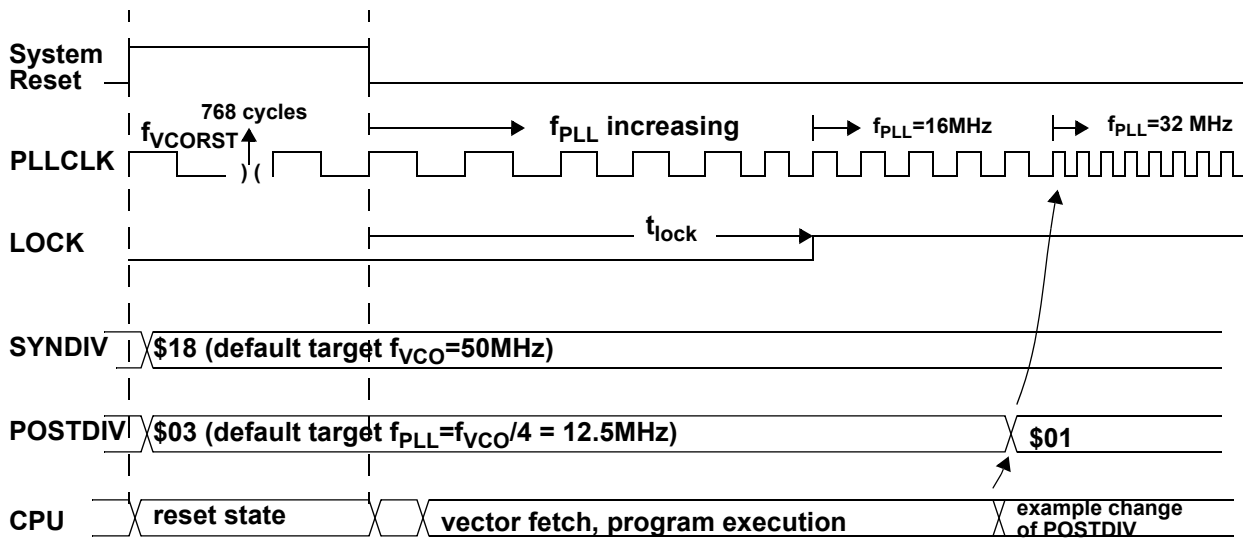 System
Reset
768 cycles
fVCORST
fPLL increasing
fPLL=16MHz
fPLL=32 MHz
PLLCLK
) (
tlock
LOCK
SYNDIV
$18 (default target fVCO=50MHz)
POSTDIV
$03 (default target fPLL=fVCO/4 = 12.5MHz)
$01
CPU
reset state
vector fetch, program execution
example change
of POSTDIV